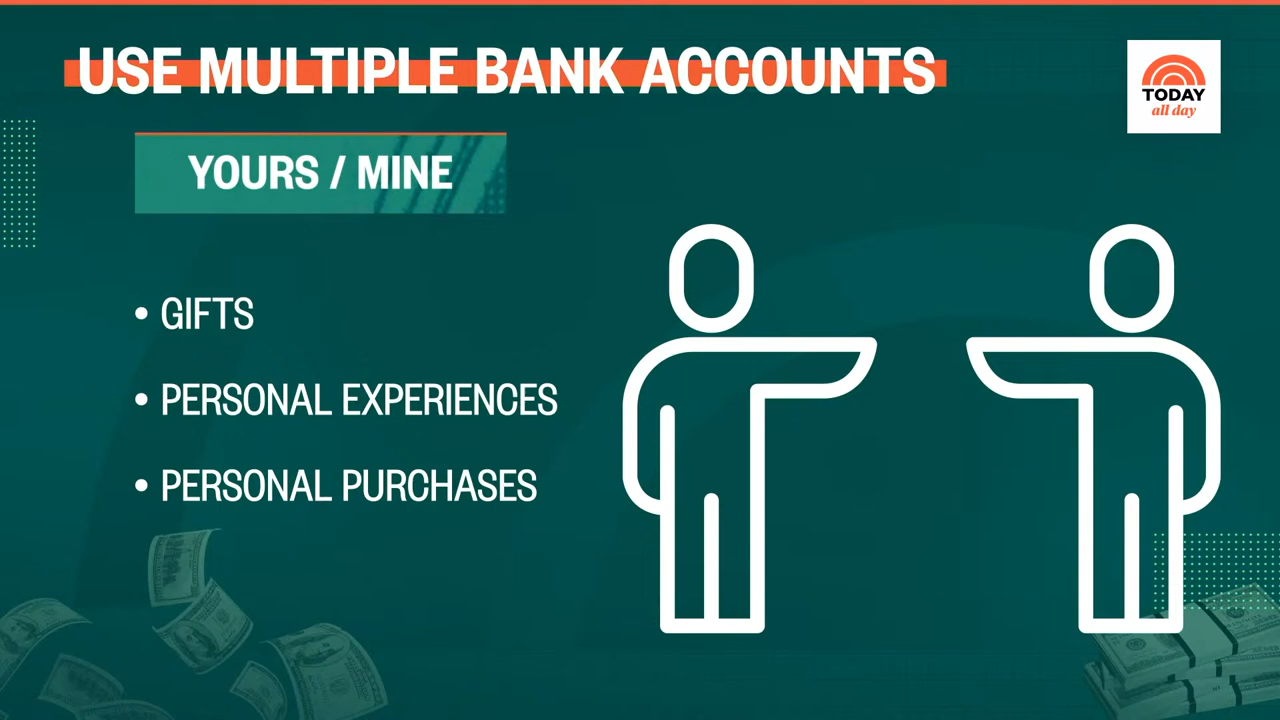 USE MULTIPLE BANK ACCOUNTS
TODAY
all day
YOURS / MINE
• GIFTS
• PERSONAL EXPERIENCES
• PERSONAL PURCHASES